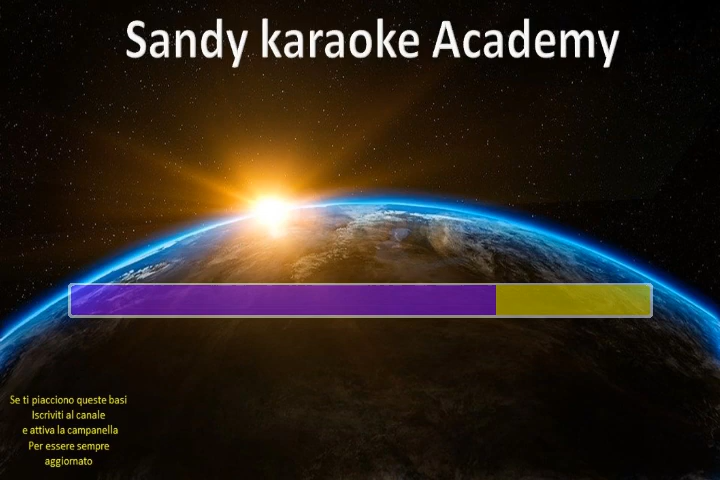 Sandy karaoke Academy
Se ti piacciono queste basi
Iscriviti al canale
e attiva la campanella
Per essere sempre
aggiornato